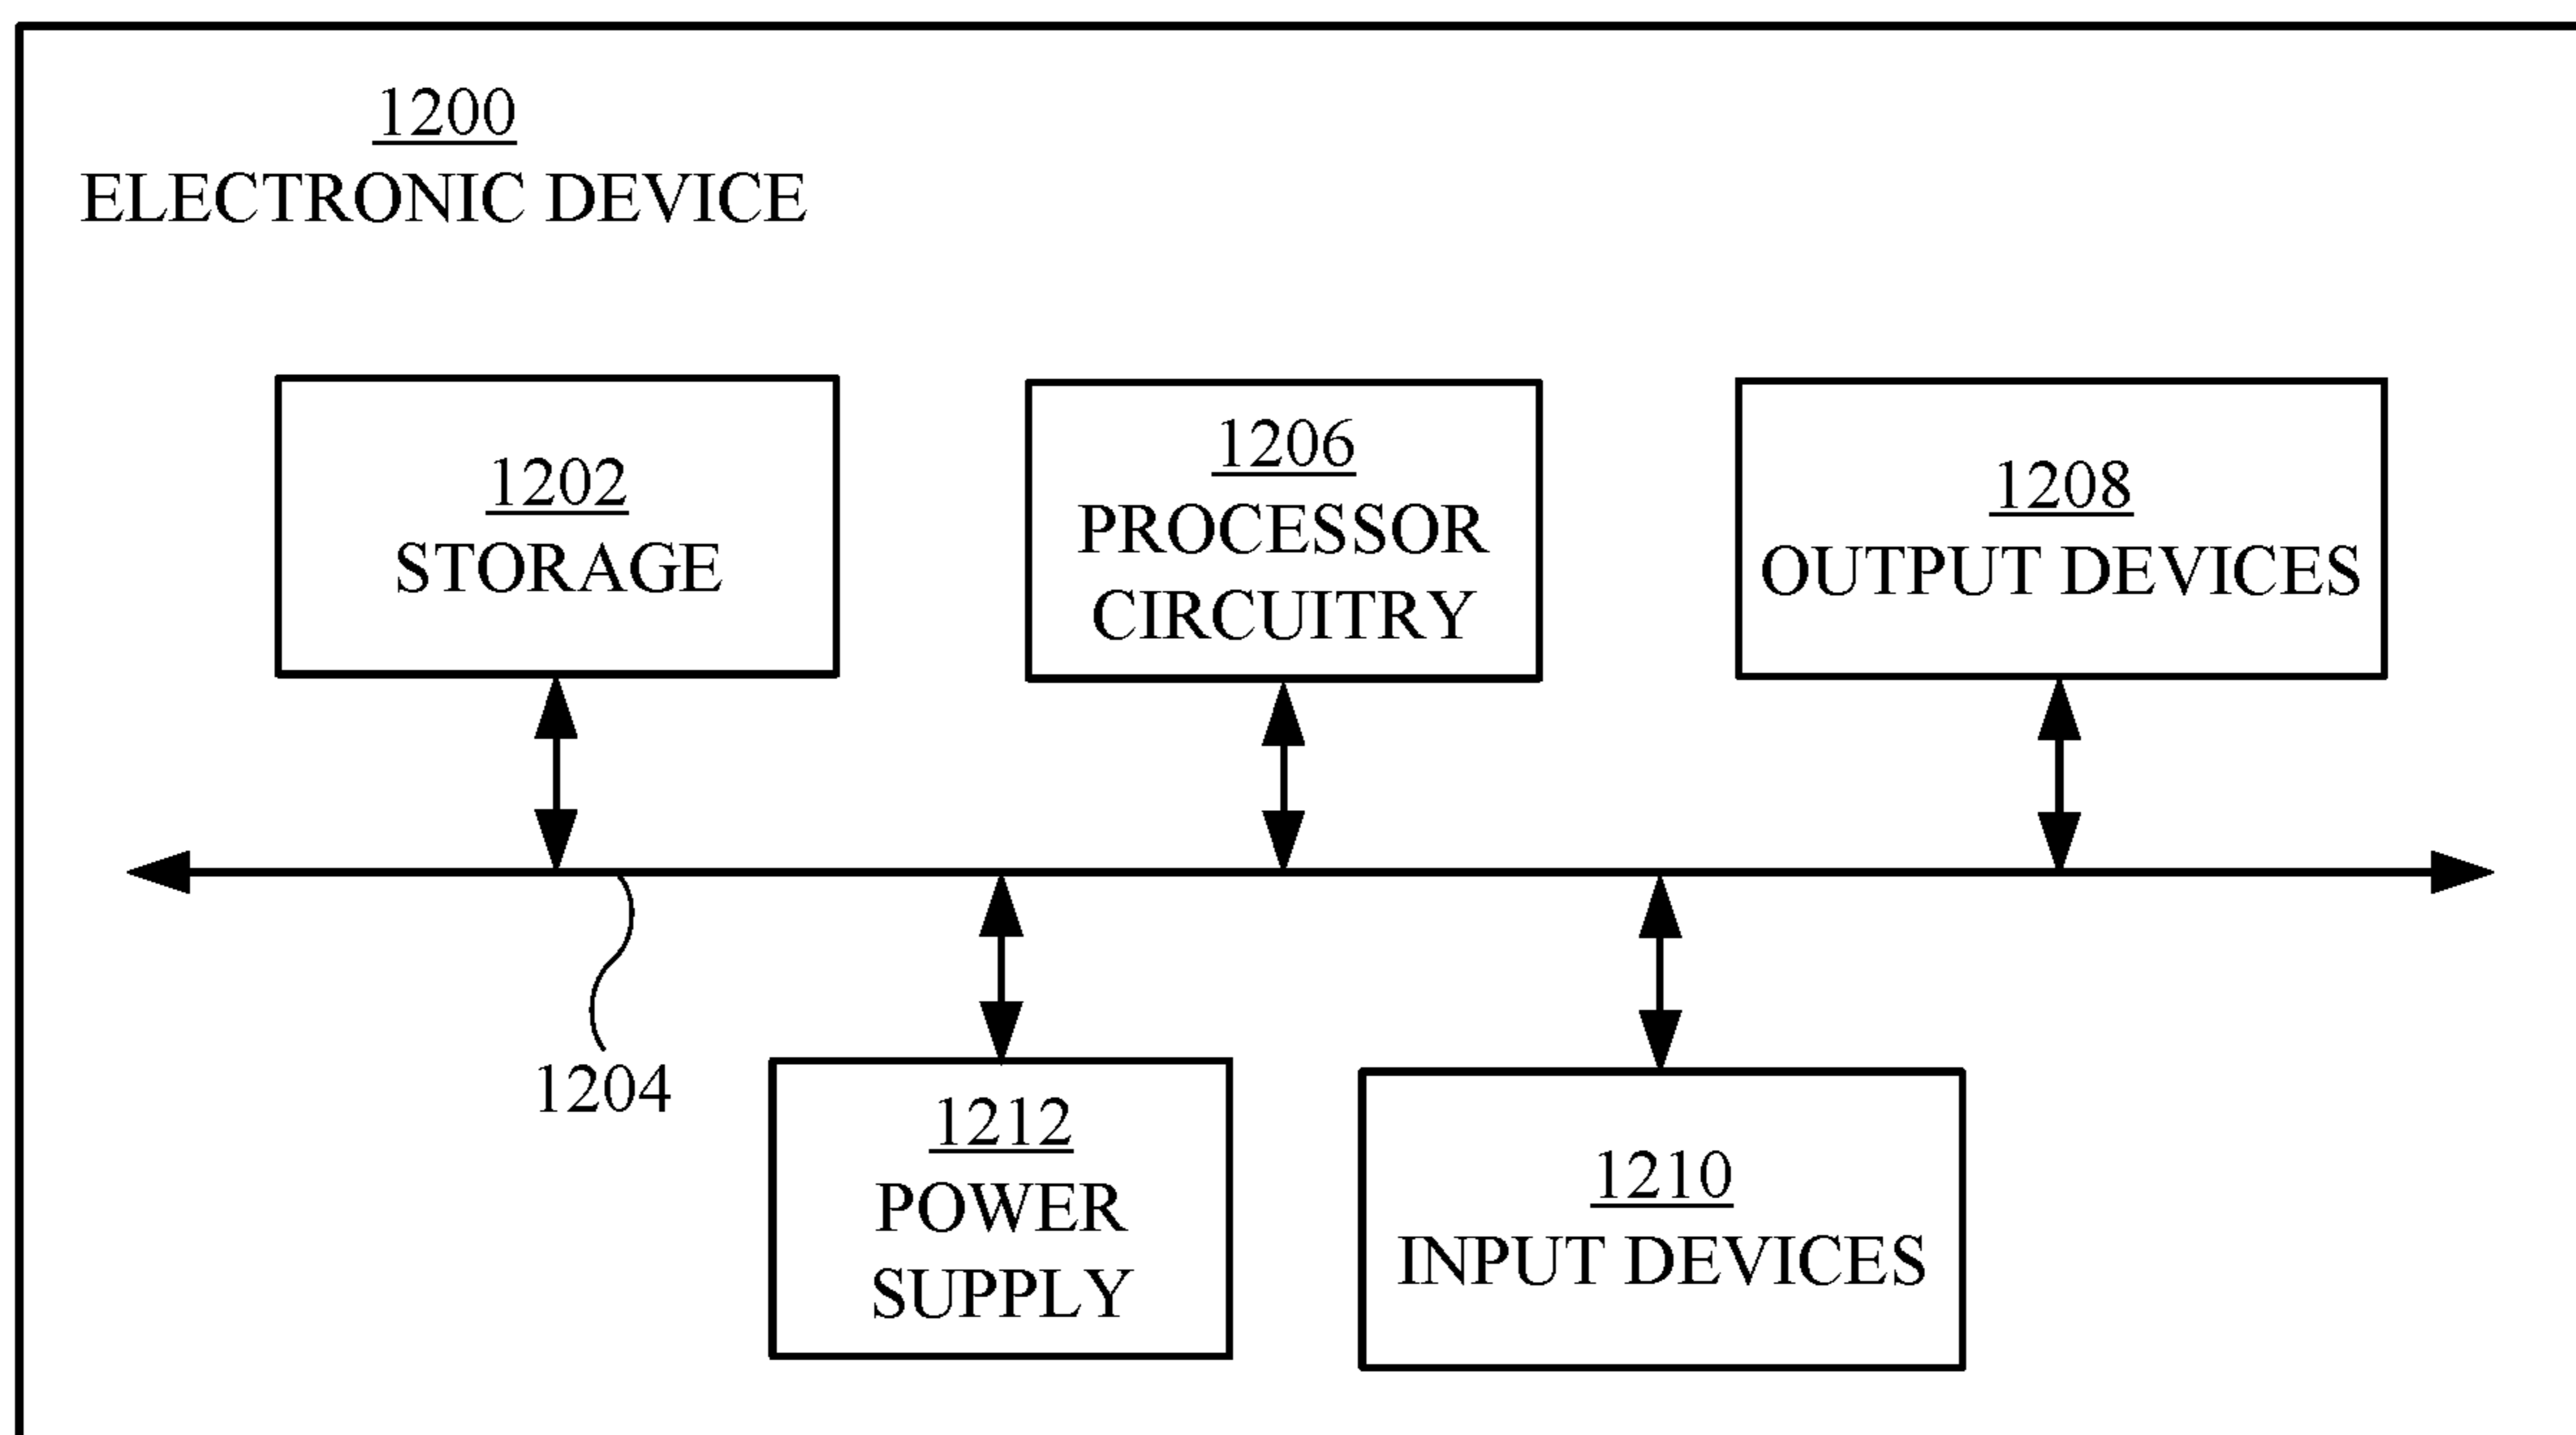 1200
ELECTRONIC DEVICE
1202
STORAGE
1206
PROCESSOR
CIRCUITRY
1208
OUTPUT DEVICES
1204
1212
POWER
SUPPLY
1210
INPUT DEVICES